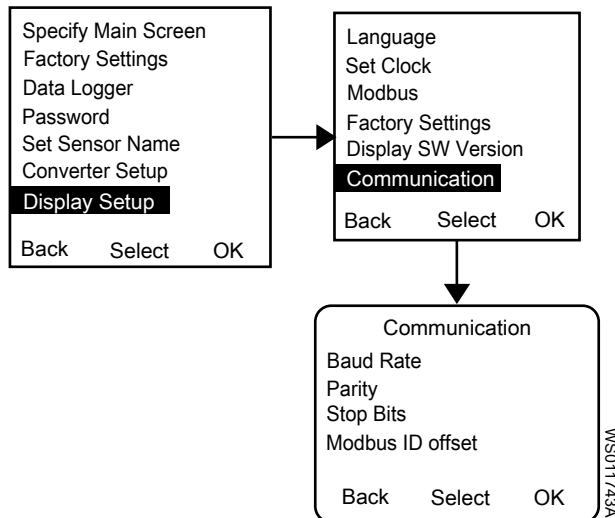 Specify Main Screen
Factory Settings
Data Logger
Password
Set Sensor Name
Converter Setup
Display Setup
Back Select OK
Language
Set Clock
Modbus
Factory Settings
Display SW Version
Communication
Back Select OK
Communication
Baud Rate
Parity
Stop Bits
Modbus ID offset
Back Select OK
WS011743A